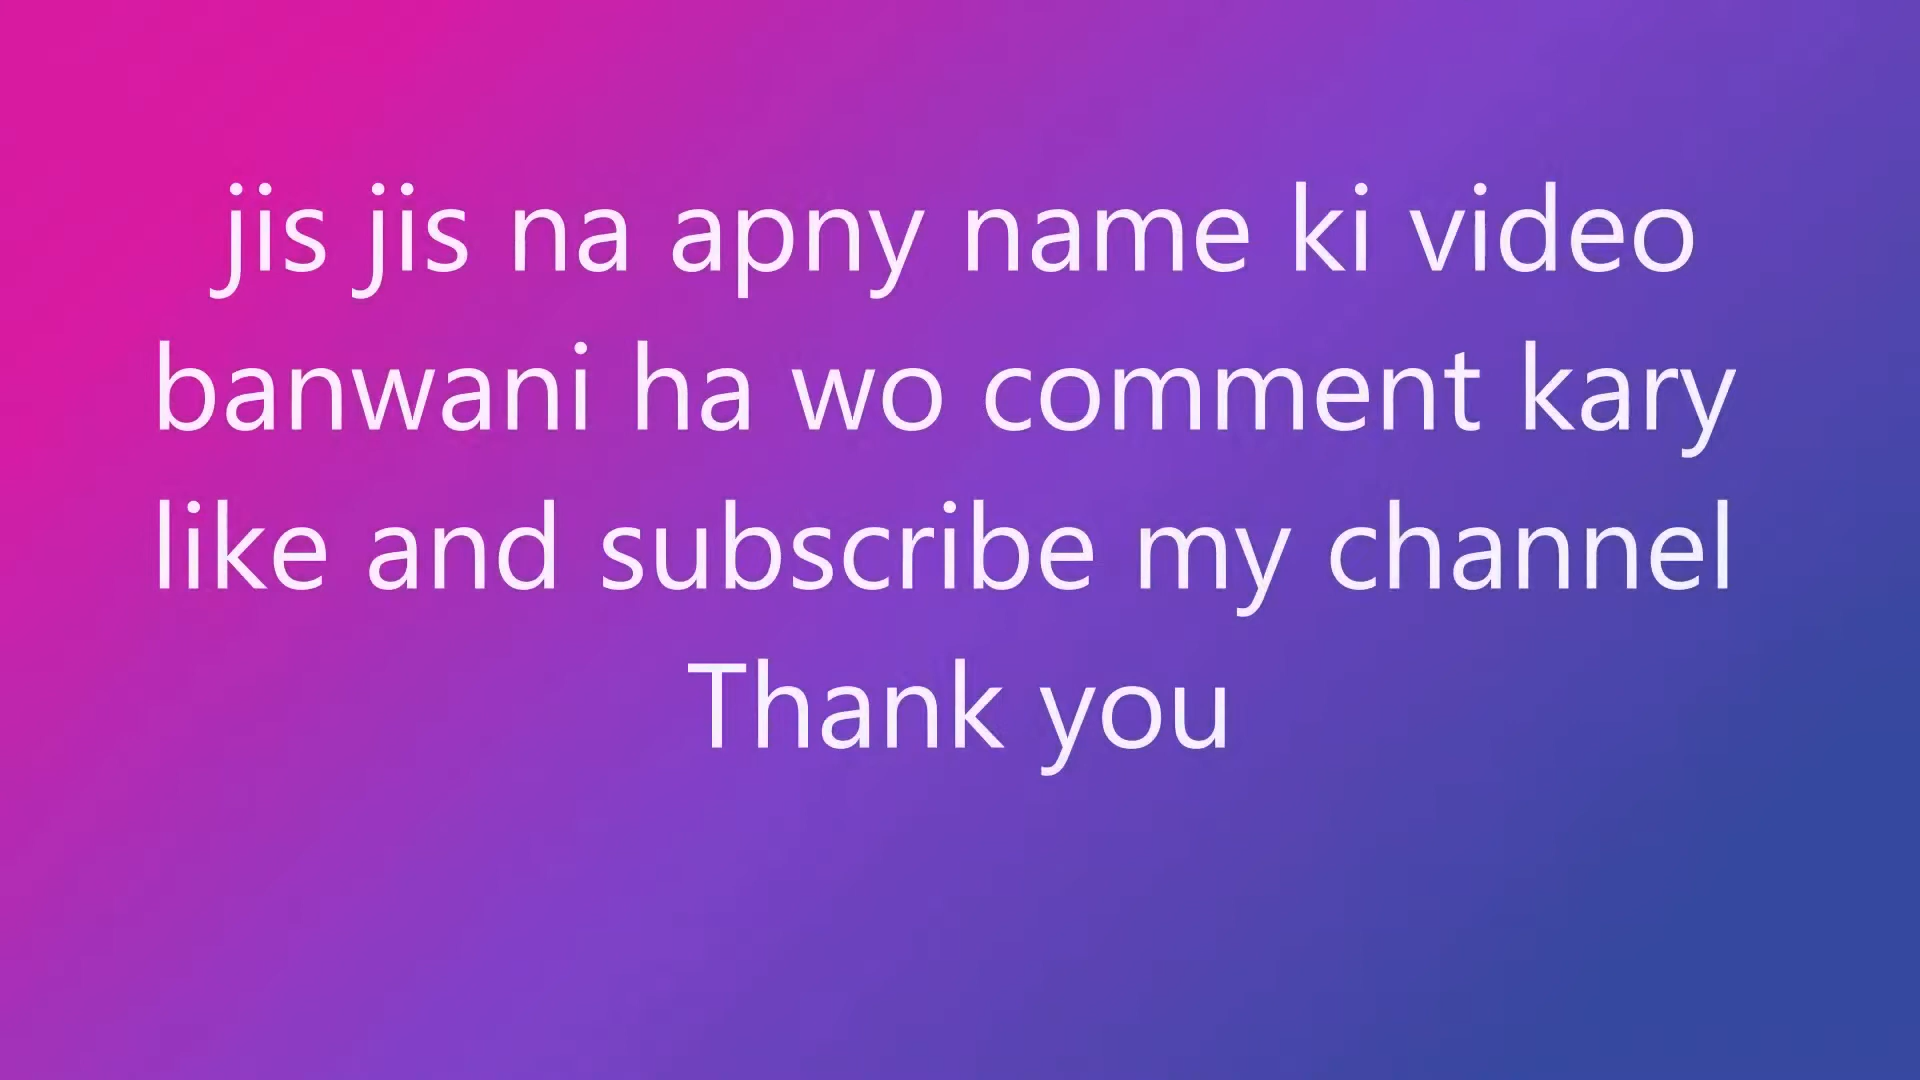 jis jis na apny name ki video
banwani ha wo comment kary
like and subscribe my channel
Thank you